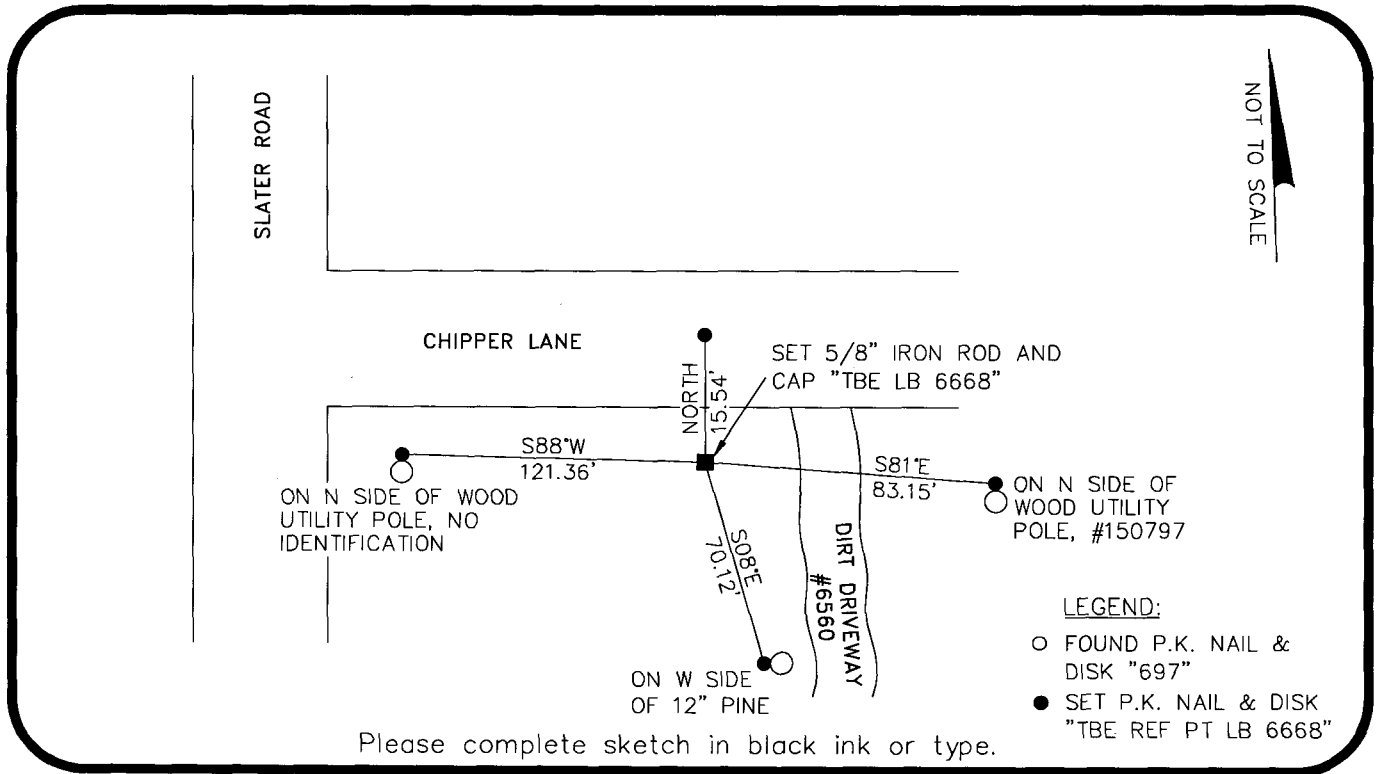 SLATER ROAD
NOT TO SCALE
CHIPPER LANE
NORTH
15.54'
SET 5/8" IRON ROD AND
CAP "TBE LB 6668"
S88°W
121.36'
S81°E
83.15'
ON N SIDE OF WOOD
UTILITY POLE, NO
IDENTIFICATION
ON N SIDE OF
WOOD UTILITY
POLE, #150797
S08°E
70.12'
DIRT DRIVEWAY
#6560
ON W SIDE
OF 12" PINE
LEGEND:
FOUND P.K. NAIL &
DISK "697"
SET P.K. NAIL & DISK
"TBE REF PT LB 6668"
Please complete sketch in black ink or type.